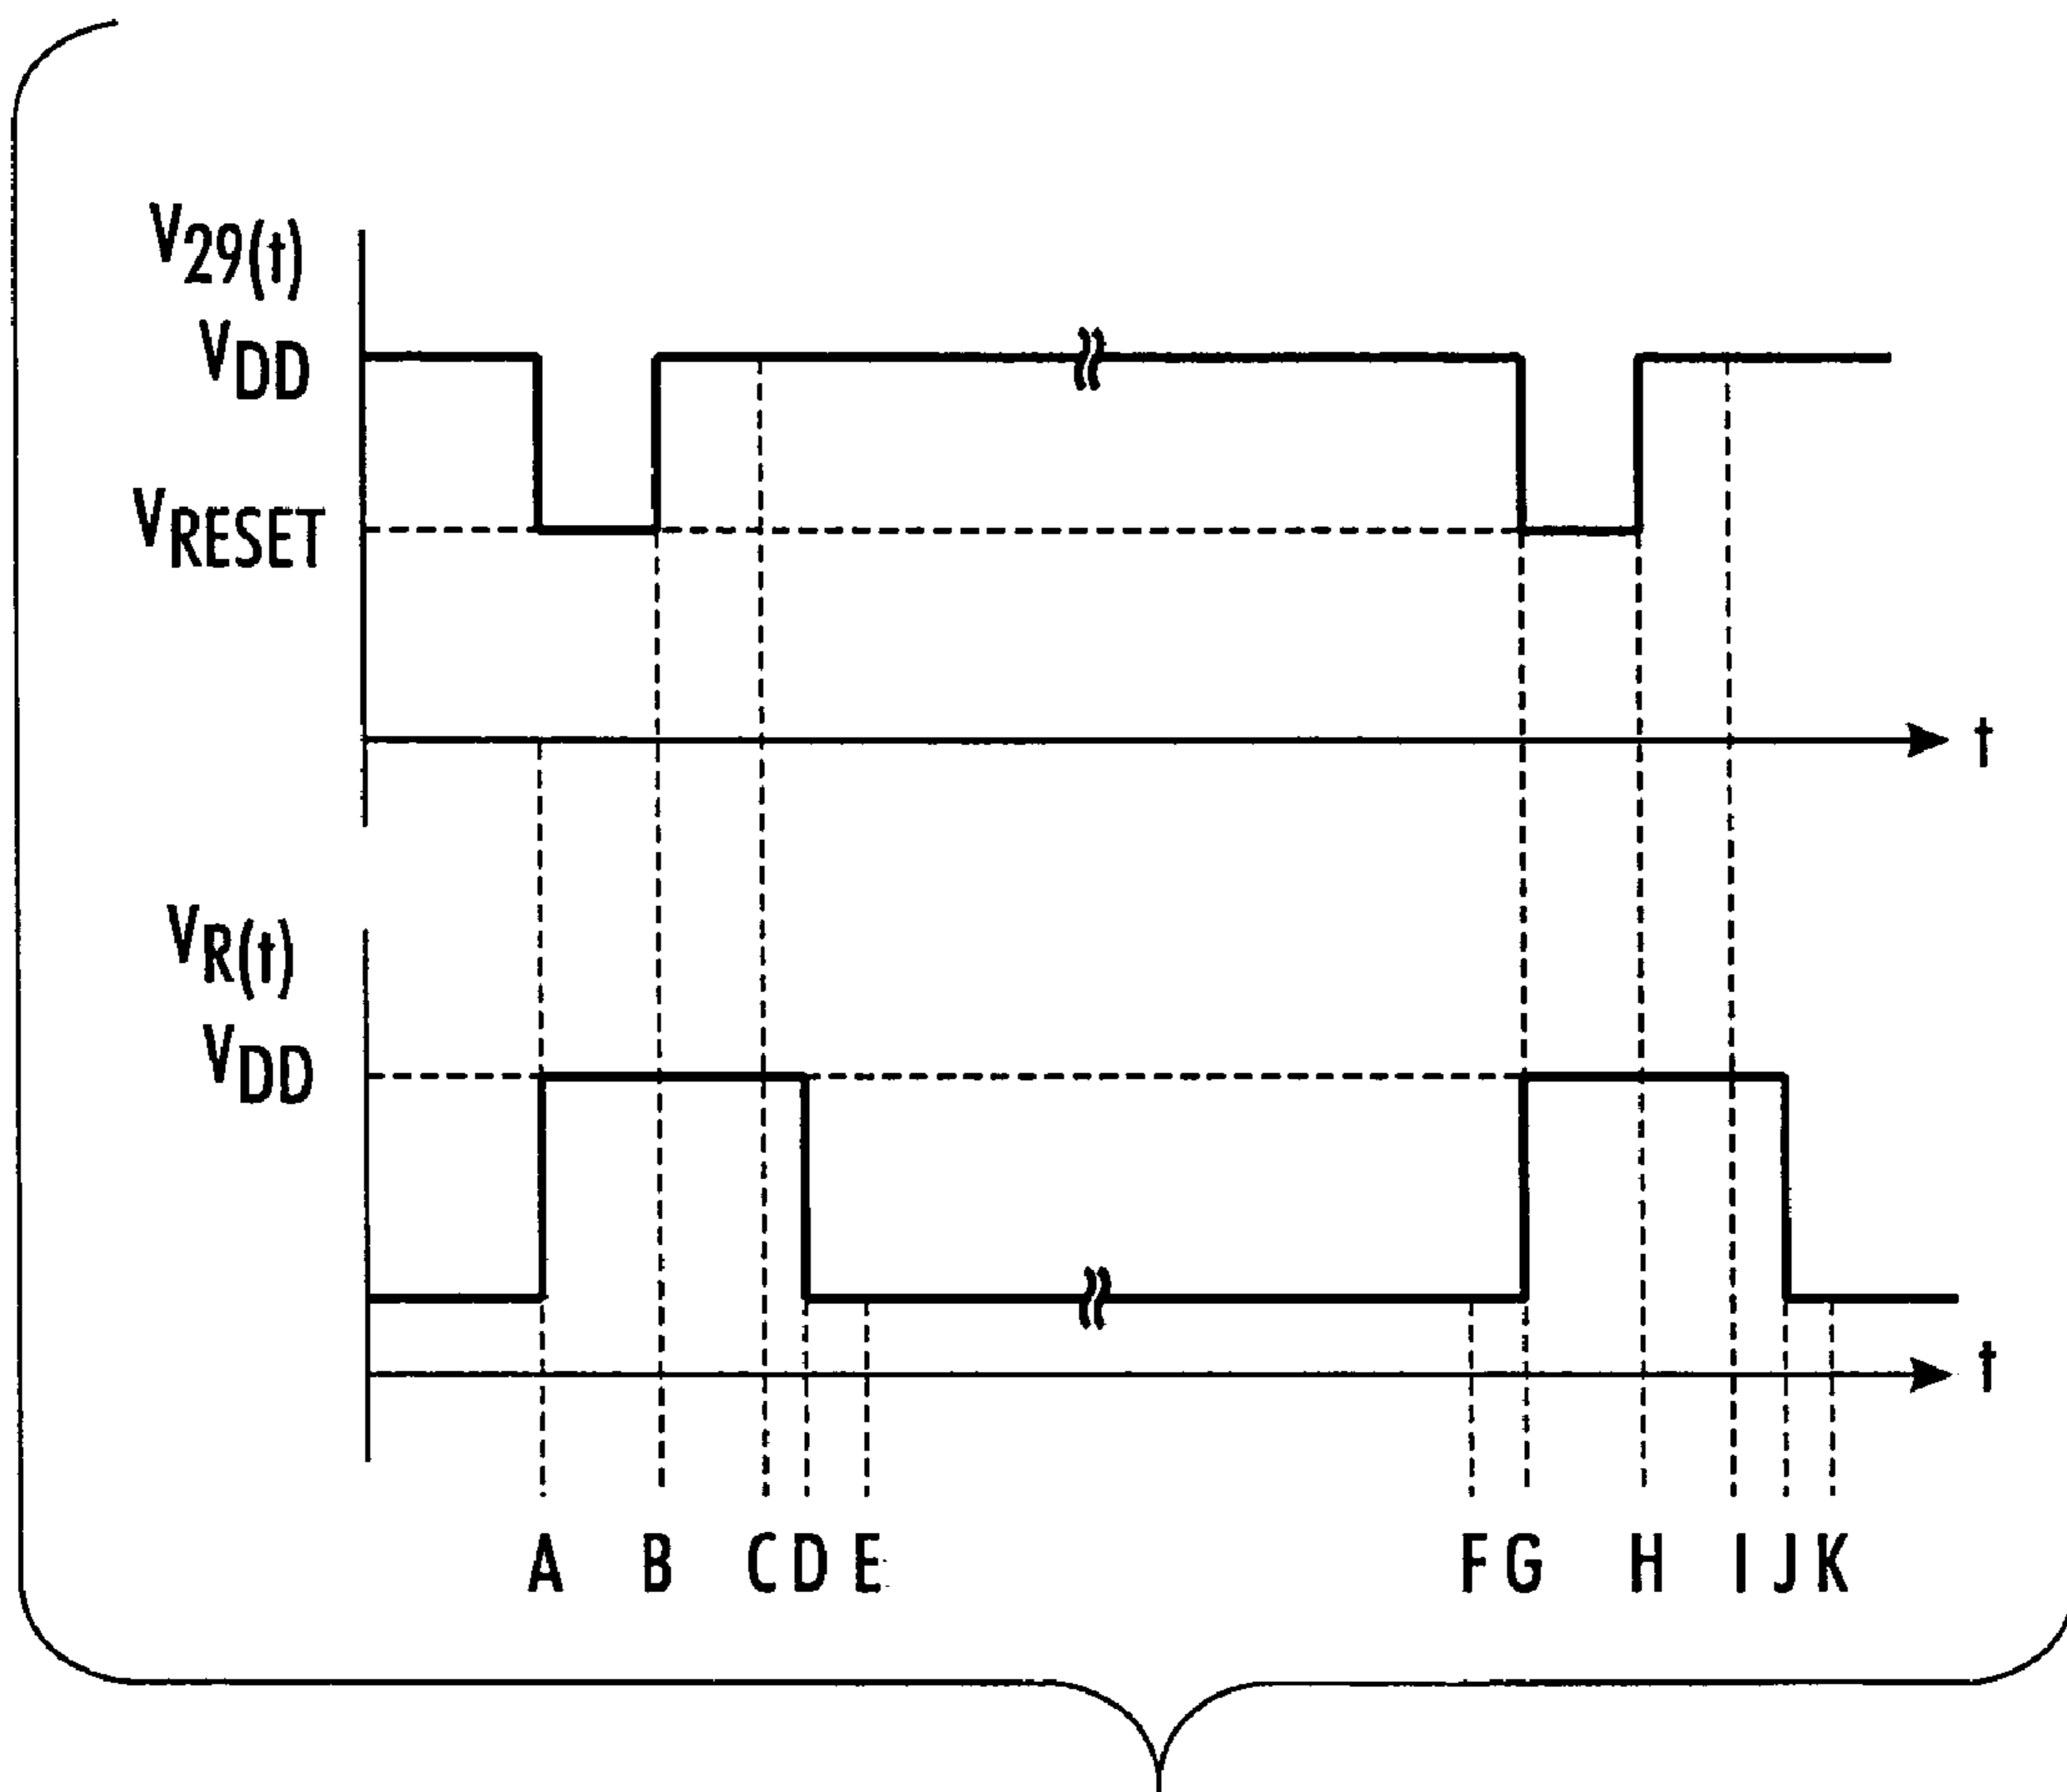 V29(t)
VDD
VRESET
t
VR(t)
VDD
t
A B C D E F G H I J K